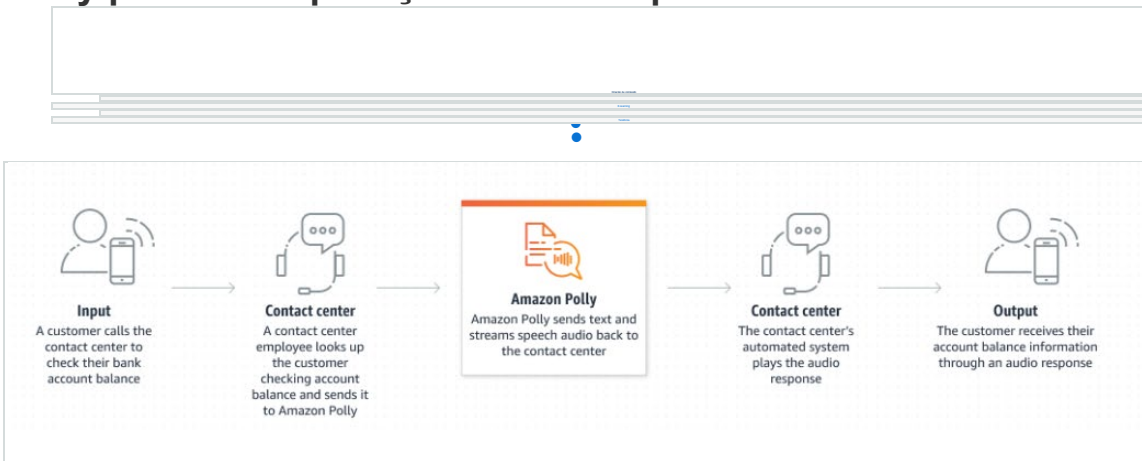 Input
A customer calls the
contact center to
check their bank
account balance
Contact center
A contact center
employee looks up
the customer
checking account
balance and sends it
to Amazon Polly
Amazon Polly
Amazon Polly sends text and
streams speech audio back to
the contact center
Contact center
The contact center's
automated system
plays the audio
response
Output
The customer receives their
account balance information
through an audio response